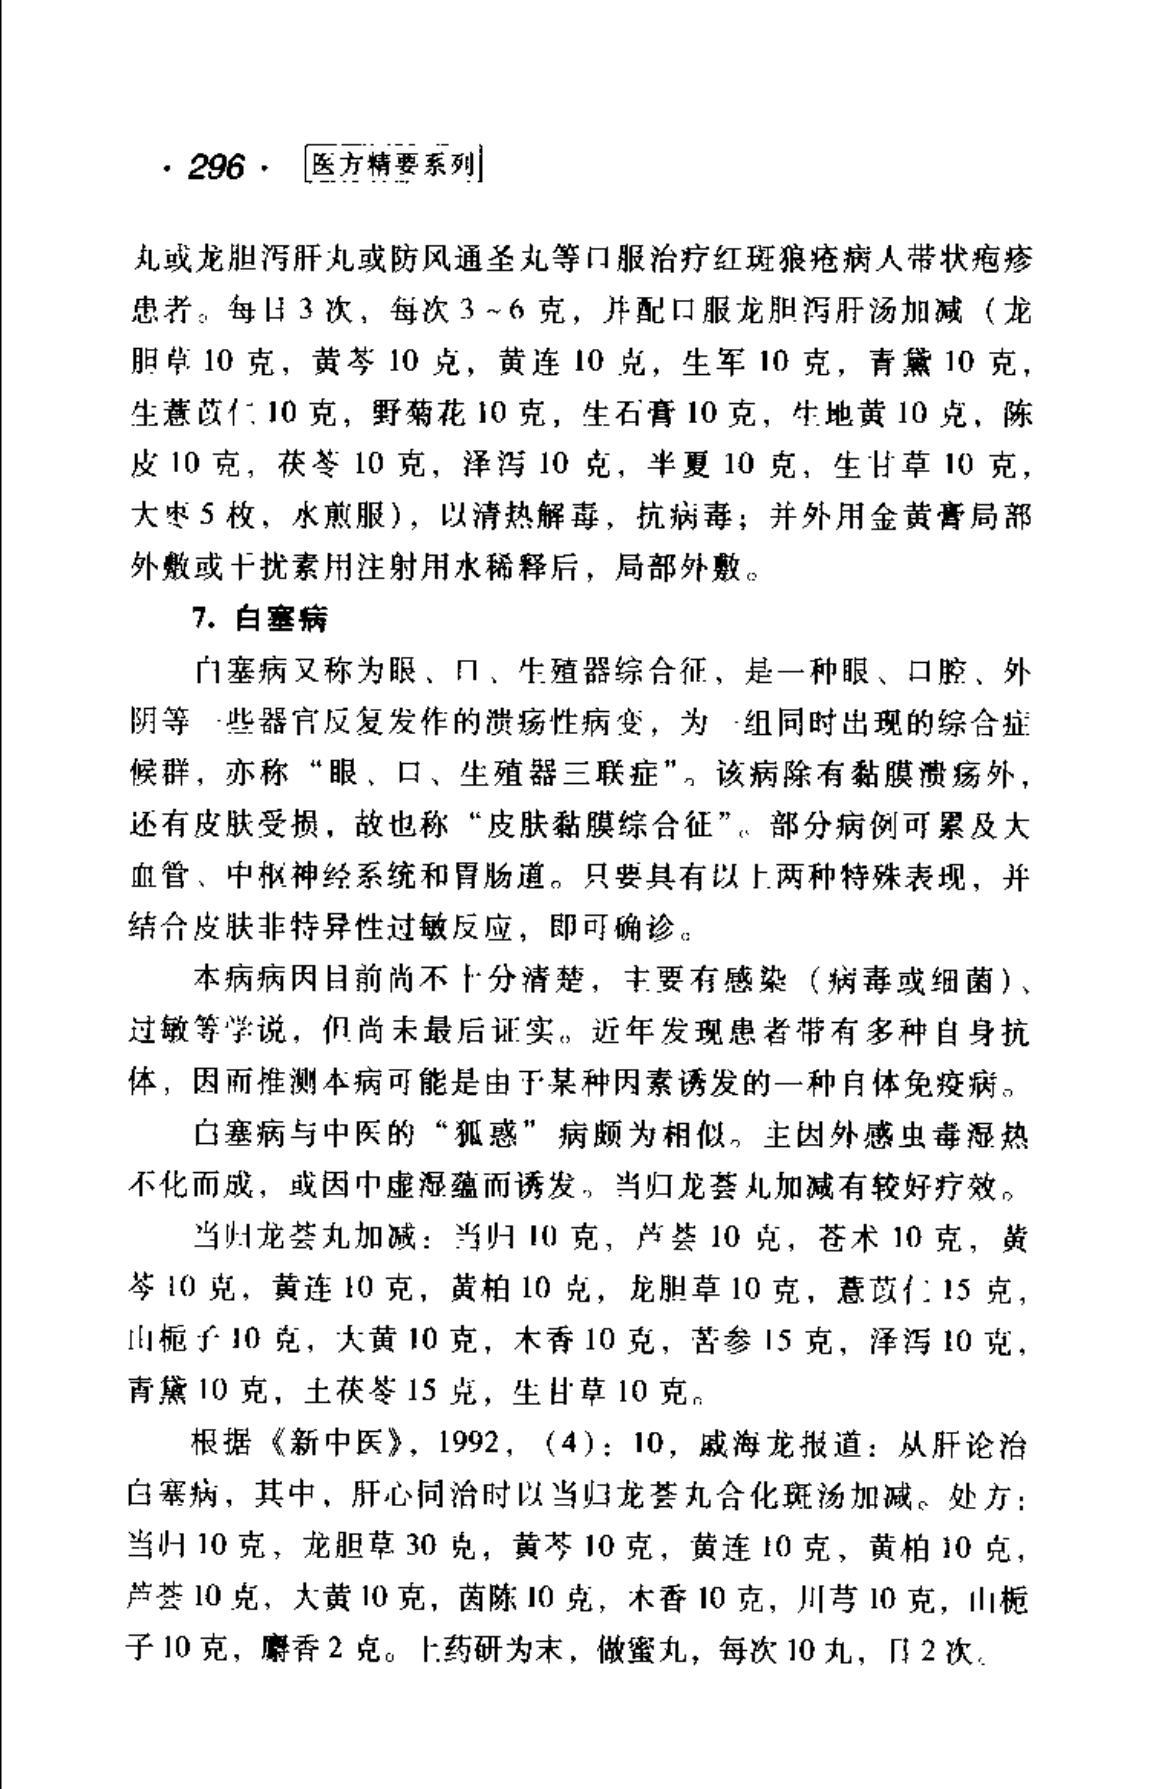 · 296 · 医方精要系列
丸或龙胆泻肝丸或防风通圣丸等口服治疗红斑狼疮病人带状疱疹
患者。每日 3 次，每次 3 ~ 6 克，并配口服龙胆泻肝汤加减（龙
胆草 10 克，黄芩 10 克，黄连 10 克，生军 10 克，青黛 10 克，
生薏苡仁 10 克，野菊花 10 克，生石膏 10 克，生地黄 10 克，陈
皮 10 克，茯苓 10 克，泽泻 10 克，半夏 10 克，生甘草 10 克，
大枣 5 枚，水煎服），以清热解毒，抗病毒；并外用金黄膏局部
外敷或干扰素用注射用水稀释后，局部外敷。
7. 白塞病
白塞病又称为眼、口、生殖器综合征，是一种眼、口腔、外
阴等一些器官反复发作的溃疡性病变，为一组同时出现的综合症
候群，亦称“眼、口、生殖器三联症”。该病除有黏膜溃疡外，
还有皮肤受损，故也称“皮肤黏膜综合征”。部分病例可累及大
血管、中枢神经系统和胃肠道。只要具有以上两种特殊表现，并
结合皮肤非特异性过敏反应，即可确诊。
本病病因目前尚不十分清楚，主要有感染（病毒或细菌）、
过敏等学说，但尚未最后证实。近年发现患者带有多种自身抗
体，因而推测本病可能是由于某种因素诱发的一种自体免疫病。
白塞病与中医的“狐惑”病颇为相似。主因外感虫毒湿热
不化而成，或因中虚湿蕴而诱发。当归龙荟丸加减有较好疗效。
当归龙荟丸加减：当归 10 克，芦荟 10 克，苍术 10 克，黄
芩 10 克，黄连 10 克，黄柏 10 克，龙胆草 10 克，薏苡仁 15 克，
山栀子 10 克，大黄 10 克，木香 10 克，苦参 15 克，泽泻 10 克，
青黛 10 克，土茯苓 15 克，生甘草 10 克。
根据《新中医》，1992，（4）：10，戚海龙报道：从肝论治
白塞病，其中，肝心同治时以当归龙荟丸合化斑汤加减。处方：
当归 10 克，龙胆草 30 克，黄芩 10 克，黄连 10 克，黄柏 10 克，
芦荟 10 克，大黄 10 克，茵陈 10 克，木香 10 克，川芎 10 克，山栀
子 10 克，麝香 2 克。上药研为末，做蜜丸，每次 10 丸，日 2 次。